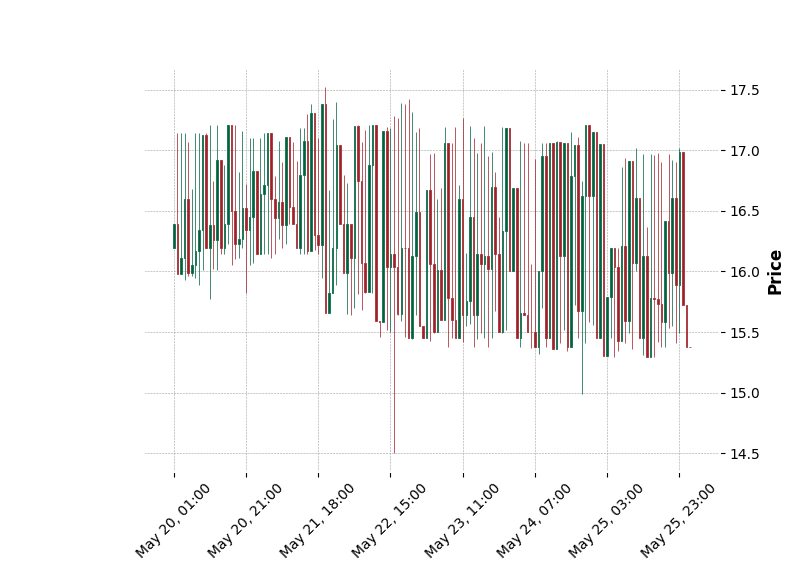 17.5
17.0
16.5
16.0
15.5
15.0
14.5
Price
May 20, 01:00
May 20, 21:00
May 21, 18:00
May 22, 15:00
May 23, 11:00
May 24, 07:00
May 25, 03:00
May 25, 23:00